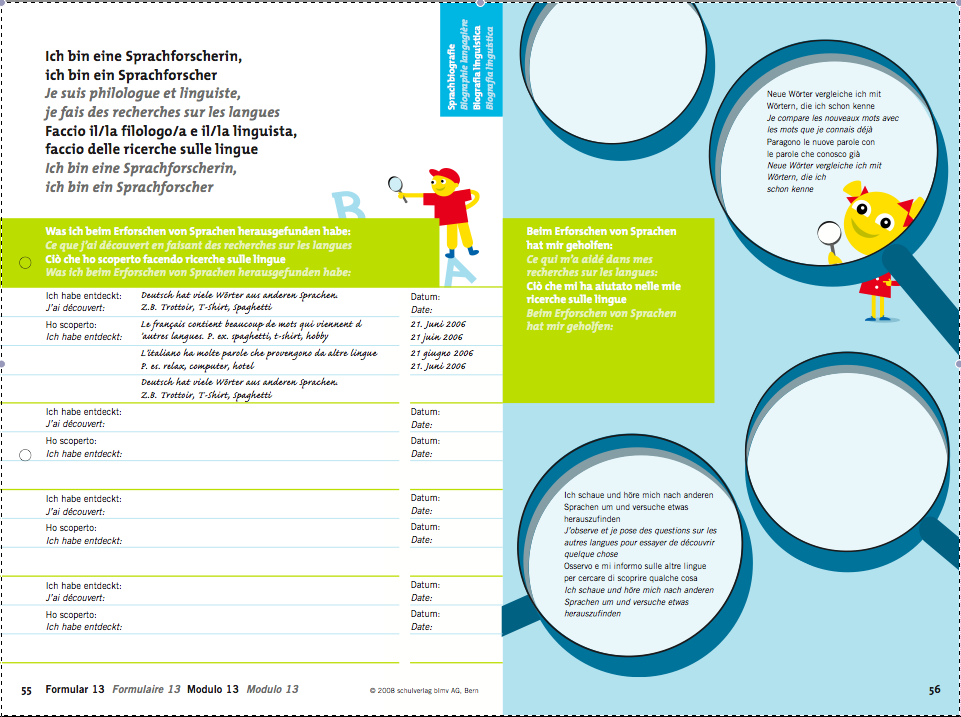 Ich bin eine Sprachforscherin,
ich bin ein Sprachforscher
Je suis philologue et linguiste,
je fais des recherches sur les langues
Faccio il/la filologo/a e il/la linguista,
faccio delle ricerche sulle lingue
Ich bin eine Sprachforscherin,
ich bin ein Sprachforscher
Sprachbiografie
Biographie langagière
Biografia linguistica
Biografia linguistica
B
A
Was ich beim Erforschen von Sprachen herausgefunden habe:
Ce que j'ai découvert en faisant des recherches sur les langues
Ciò che ho scoperto facendo ricerche sulle lingue
Was ich beim Erforschen von Sprachen herausgefunden habe:
Ich habe entdeckt:
J'ai découvert:
Deutsch hat viele Wörter aus anderen Sprachen.
Z.B. Trottoir, T-Shirt, Spaghetti
Datum:
Date:
Ho scoperto:
Ich habe entdeckt:
Le français contient beaucoup de mots qui viennent d
'autres langues. P. ex. spaghetti, t-shirt, hobby
21. Juni 2006
21 juin 2006
L'italiano ha molte parole che provengono da altre lingue
P. es. relax, computer, hotel
21 giugno 2006
21. Juni 2006
Deutsch hat viele Wörter aus anderen Sprachen.
Z.B. Trottoir, T-Shirt, Spaghetti
Ich habe entdeckt:
J'ai découvert:
Datum:
Date:
Ho scoperto:
Ich habe entdeckt:
Datum:
Date:
Ich habe entdeckt:
J'ai découvert:
Datum:
Date:
Ho scoperto:
Ich habe entdeckt:
Datum:
Date:
Ich habe entdeckt:
J'ai découvert:
Datum:
Date:
Ho scoperto:
Ich habe entdeckt:
Datum:
Date:
55 Formular 13 Formulaire 13 Modulo 13 Modulo 13
© 2008 schulverlag blmv AG, Bern
Neue Wörter vergleiche ich mit
Wörtern, die ich schon kenne
Je compare les nouveaux mots avec
les mots que je connais déjà
Paragono le nuove parole con
le parole che conosco già
Neue Wörter vergleiche ich mit
Wörtern, die ich
schon kenne
Beim Erforschen von Sprachen
hat mir geholfen:
Ce qui m'a aidé dans mes
recherches sur les langues:
Ciò che mi ha aiutato nelle mie
ricerche sulle lingue
Beim Erforschen von Sprachen
hat mir geholfen:
Ich schaue und höre mich nach anderen
Sprachen um und versuche etwas
herauszufinden
J'observe et je pose des questions sur les
autres langues pour essayer de découvrir
quelque chose
Osservo e mi informo sulle altre lingue
per cercare di scoprire qualche cosa
Ich schaue und höre mich nach anderen
Sprachen um und versuche etwas
herauszufinden
56